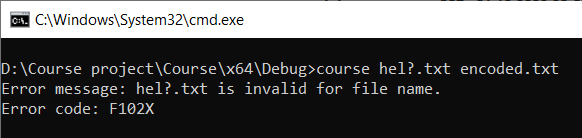 C:\Windows\System32\cmd.exe
D:\Course project\Course\x64\Debug>course hel?.txt encoded.txt
Error message: hel?.txt is invalid for file name.
Error code: F102X